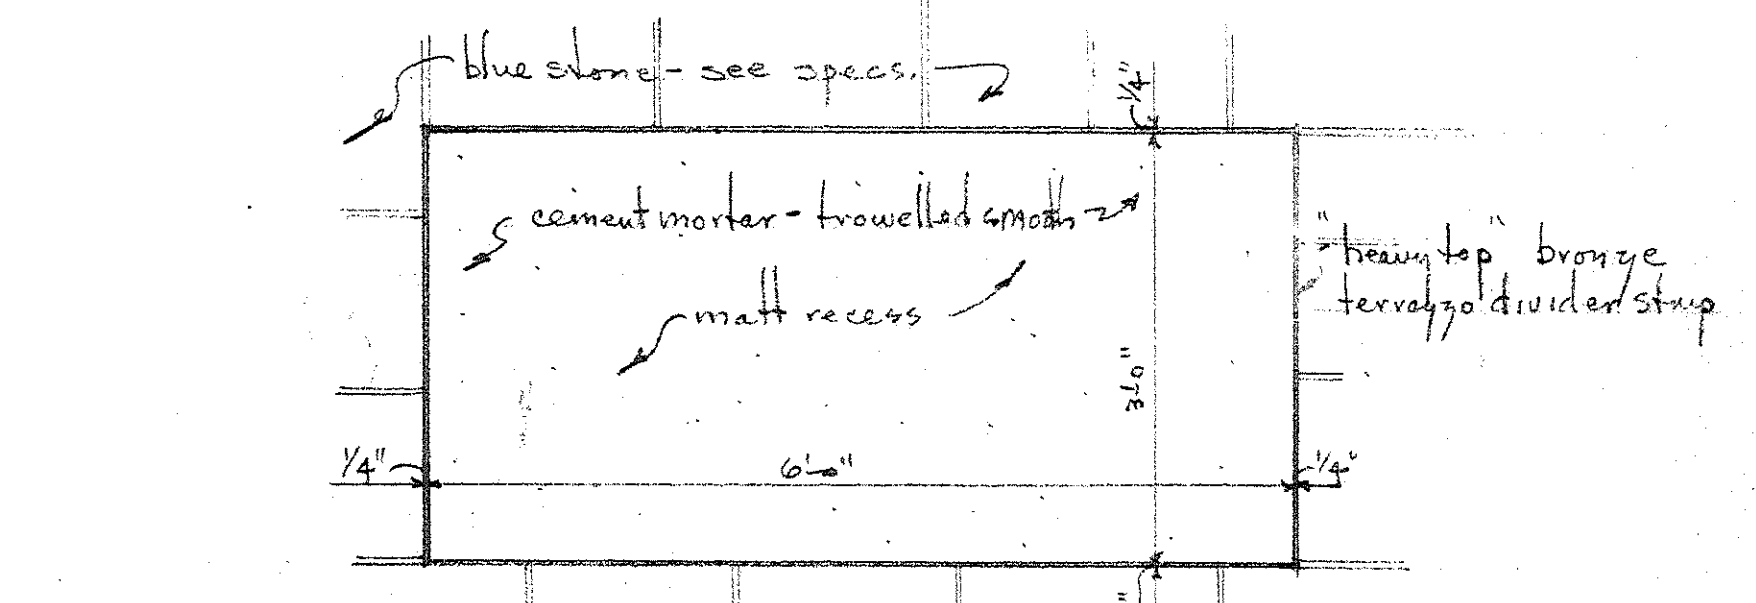 blue stone - see specs.
1/4"
cement mortar - trowelled smooth
"heavy top" bronze
terrazzo divider strip
matt recess
3'-0"
1/4"
6'-0"
1/4"
"